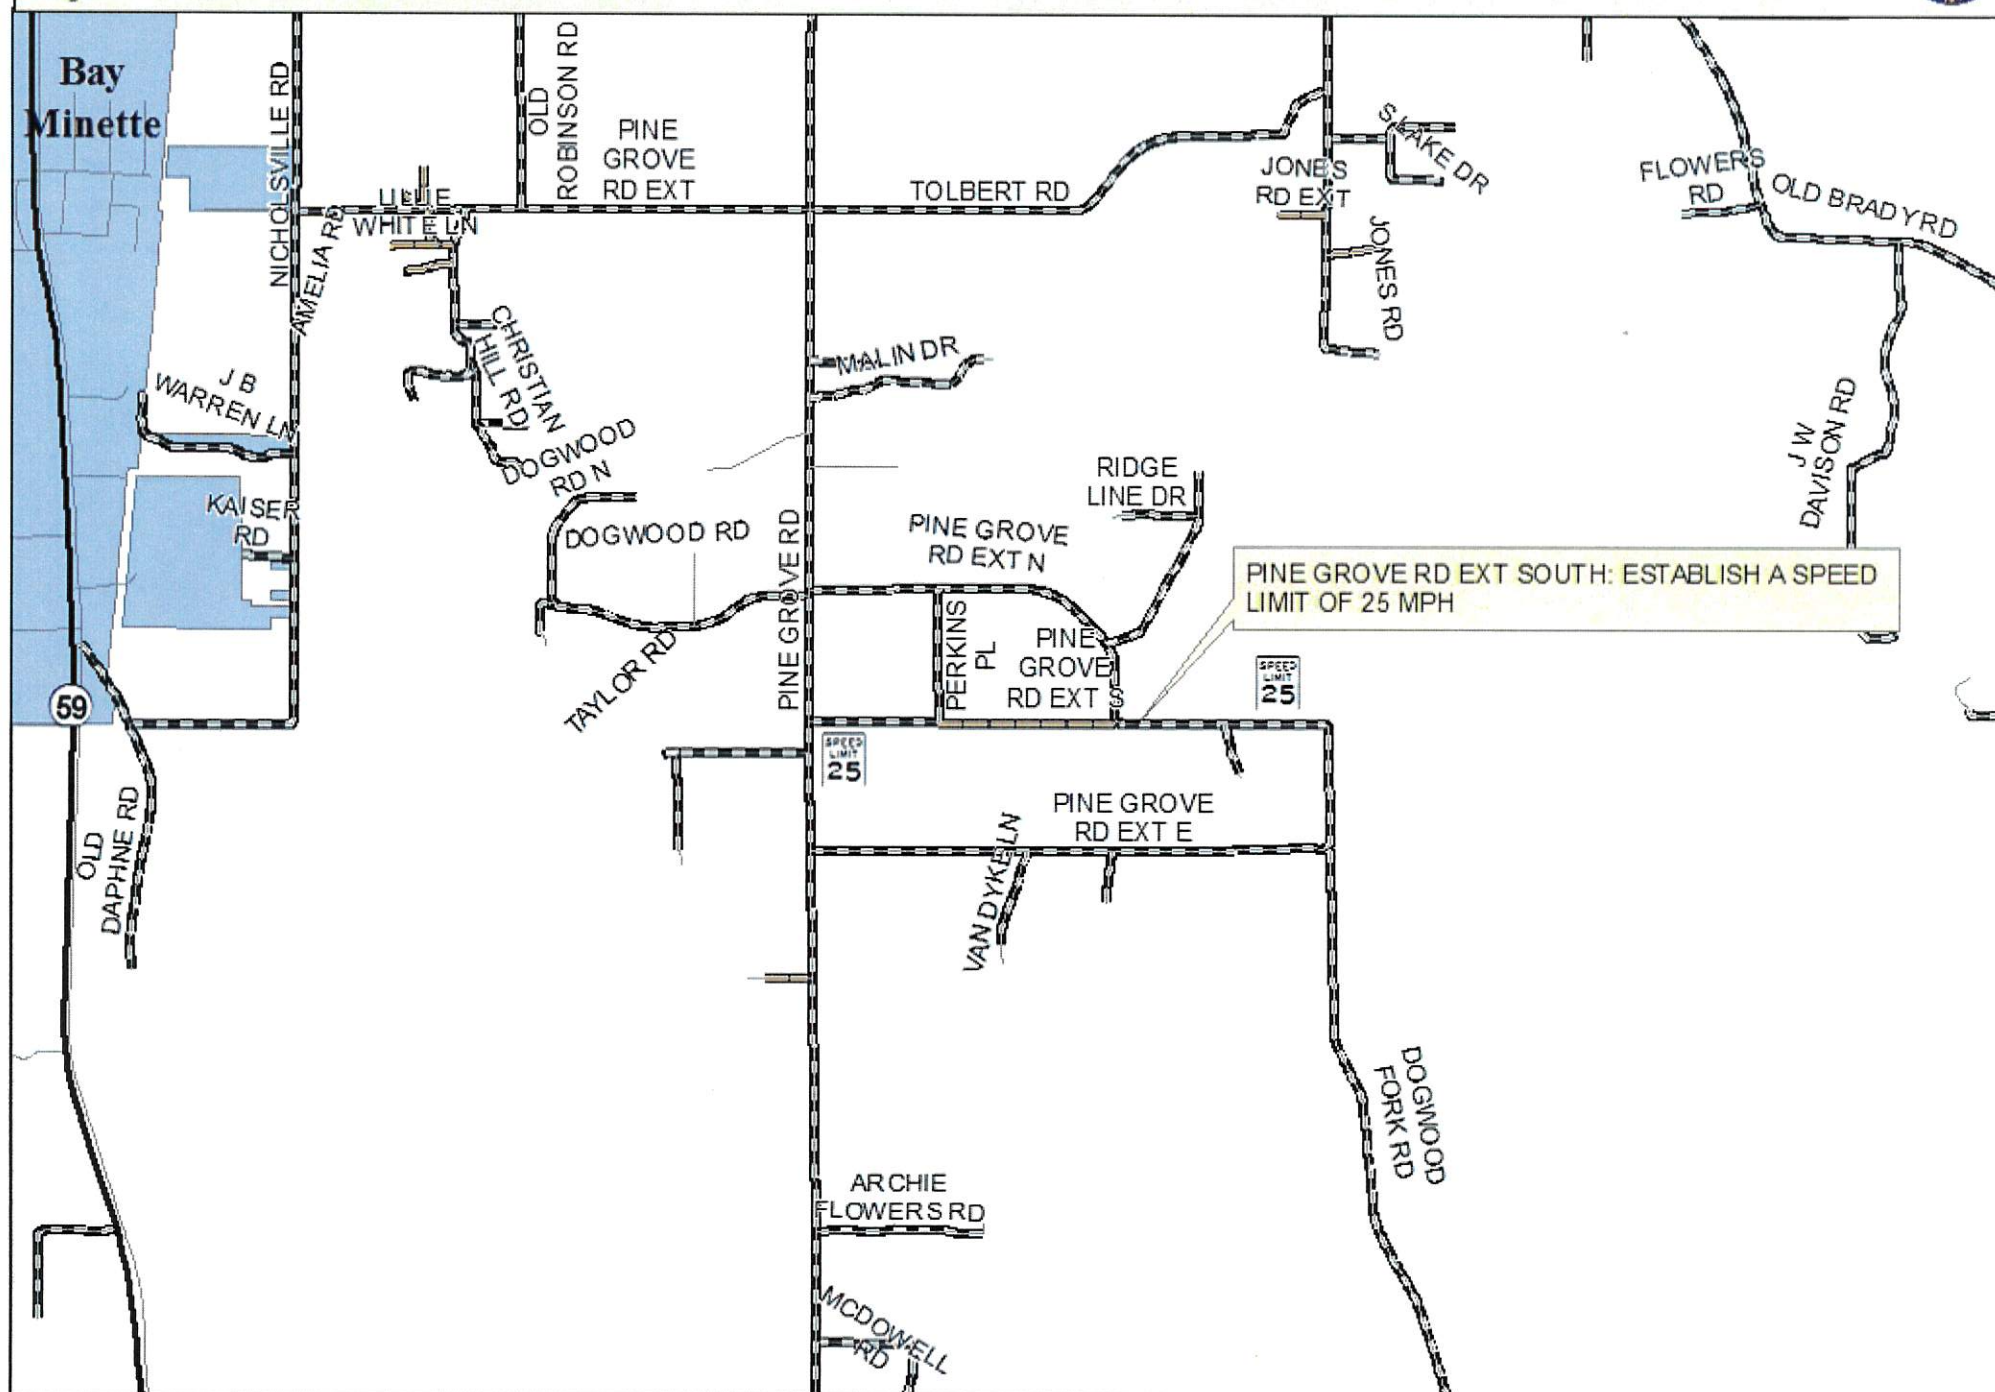 Bay
Minette
NICHOLSVILLE RD
OLD
ROBINSON RD
PINE
GROVE
RD EXT
TOLBERT RD
JONES
RD EXT
S LAKE DR
FLOWERS
RD
OLD BRADY RD
LILLIE
WHITE LN
AMELIA RD
JONES RD
CHRISTIAN
HILL RD
MALIN DR
J B
WARREN LN
DOGWOOD
RD N
J W
DAVISON RD
KAISER
RD
DOGWOOD RD
PINE GROVE RD
PINE GROVE
RD EXT N
RIDGE
LINE DR
PINE GROVE RD EXT SOUTH: ESTABLISH A SPEED
LIMIT OF 25 MPH
TAYLOR RD
PERKINS
PL
PINE
GROVE
RD EXT S
SPEED
LIMIT
25
59
SPEED
LIMIT
25
OLD
DAPHNE RD
PINE GROVE
RD EXT E
VAN DYKE LN
DOGWOOD
FORK RD
ARCHIE
FLOWERS RD
MCDOWELL
RD